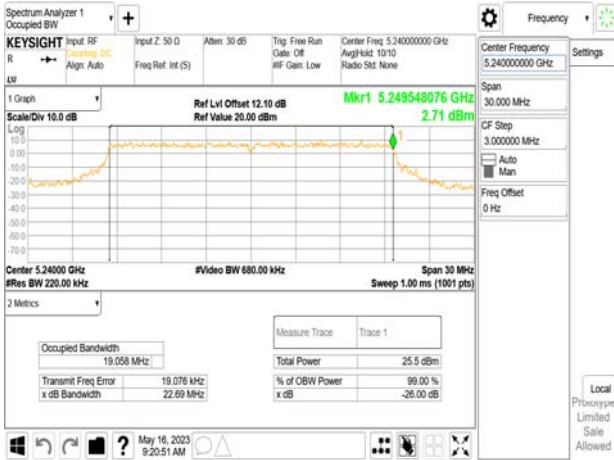 Spectrum Analyzer 1
Occupied BW
Frequency
KEYSIGHT Input: RF
R
Coupling: DC
Align: Auto
LXI
Input Z: 50 Ω
Freq Ref: Int (S)
Atten: 30 dB
Trig: Free Run
Gate: Off
#IF Gain: Low
Center Freq: 5.240000000 GHz
Avg|Hold: 10/10
Radio Std: None
Center Frequency
5.240000000 GHz
Settings
Span
30.000 MHz
CF Step
3.000000 MHz
Auto
Man
Freq Offset
0 Hz
1 Graph
Scale/Div 10.0 dB
Ref Lvl Offset 12.10 dB
Ref Value 20.00 dBm
Mkr1 5.249548076 GHz
2.71 dBm
Log
10.0
0.00
-10.0
-20.0
-30.0
-40.0
-50.0
-60.0
-70.0
1
Center 5.24000 GHz
#Res BW 220.00 kHz
#Video BW 680.00 kHz
Span 30 MHz
Sweep 1.00 ms (1001 pts)
2 Metrics
Measure Trace Trace 1
Occupied Bandwidth
19.058 MHz
Total Power 25.5 dBm
Transmit Freq Error 19.076 kHz
% of OBW Power 99.00 %
x dB Bandwidth 22.69 MHz
x dB -26.00 dB
Local
Prototype
Limited
Sale
Allowed
?
May 16, 2023
9:20:51 AM